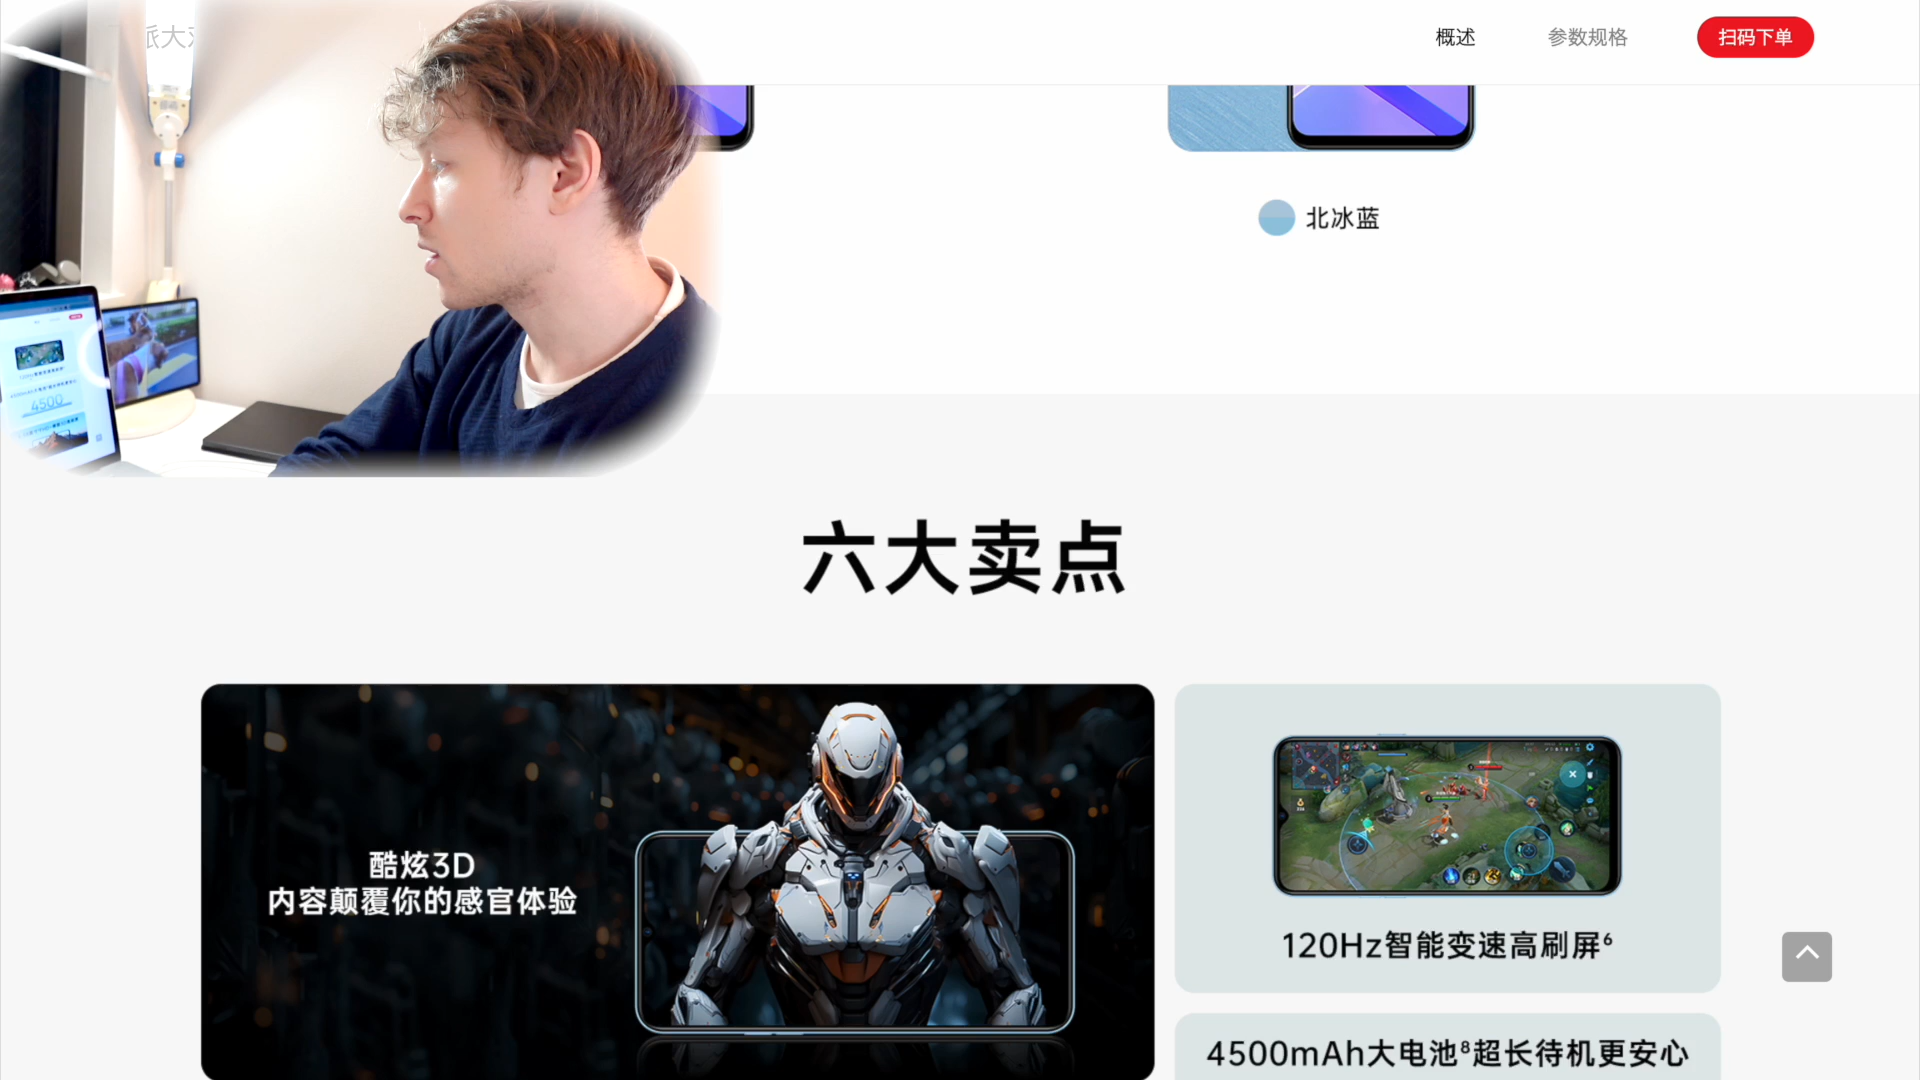 派大
概述
参数规格
扫码下单
北冰蓝
六大卖点
酷炫3D
内容颠覆你的感官体验
120Hz智能变速高刷屏⁶
4500mAh大电池⁸超长待机更安心
4500